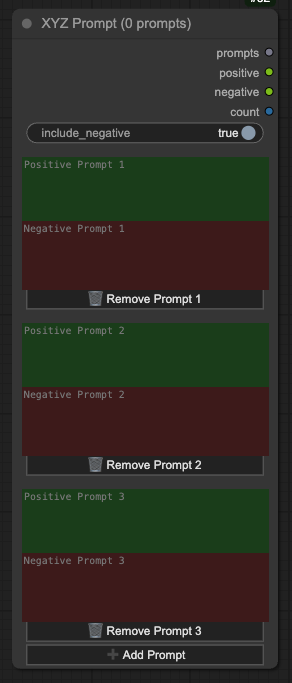 #82
XYZ Prompt (0 prompts)
prompts
positive
negative
count
include_negative true
Positive Prompt 1
Negative Prompt 1
Remove Prompt 1
Positive Prompt 2
Negative Prompt 2
Remove Prompt 2
Positive Prompt 3
Negative Prompt 3
Remove Prompt 3
Add Prompt